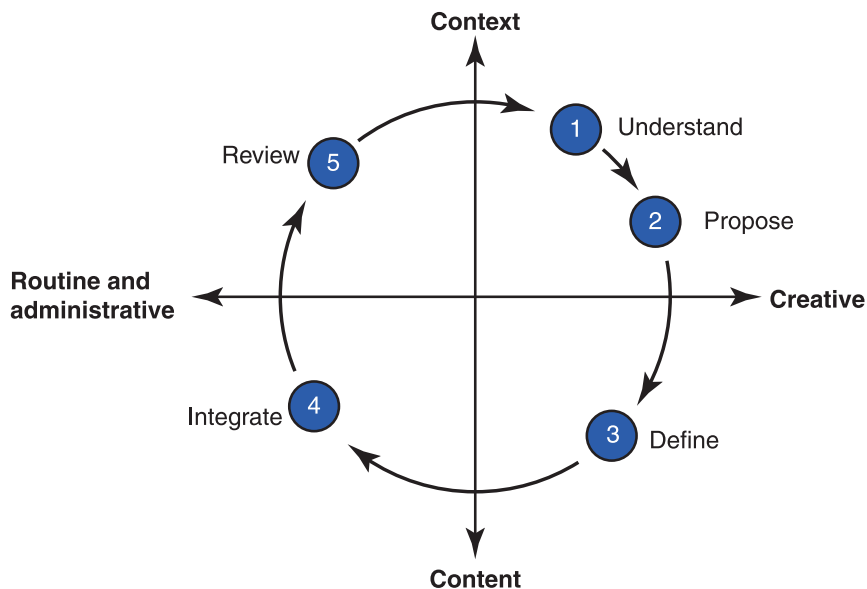 Context
1
Understand
Review
5
2
Propose
Routine and
administrative
Creative
Integrate
4
3
Define
Content